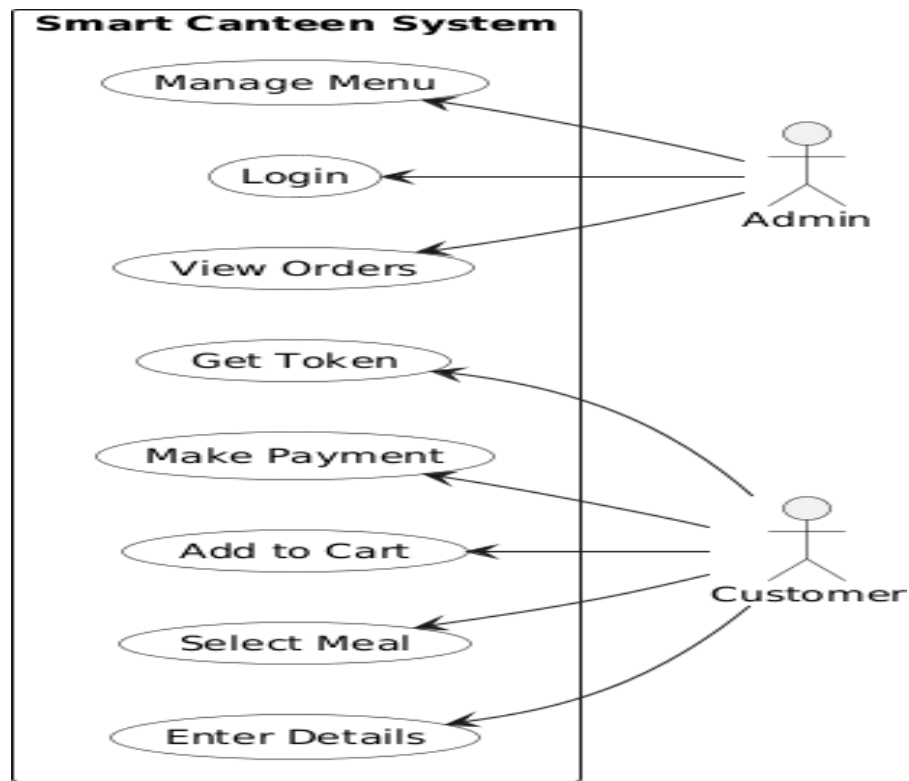 Smart Canteen System
Manage Menu
Login
View Orders
Get Token
Make Payment
Add to Cart
Select Meal
Enter Details
Admin
Customer